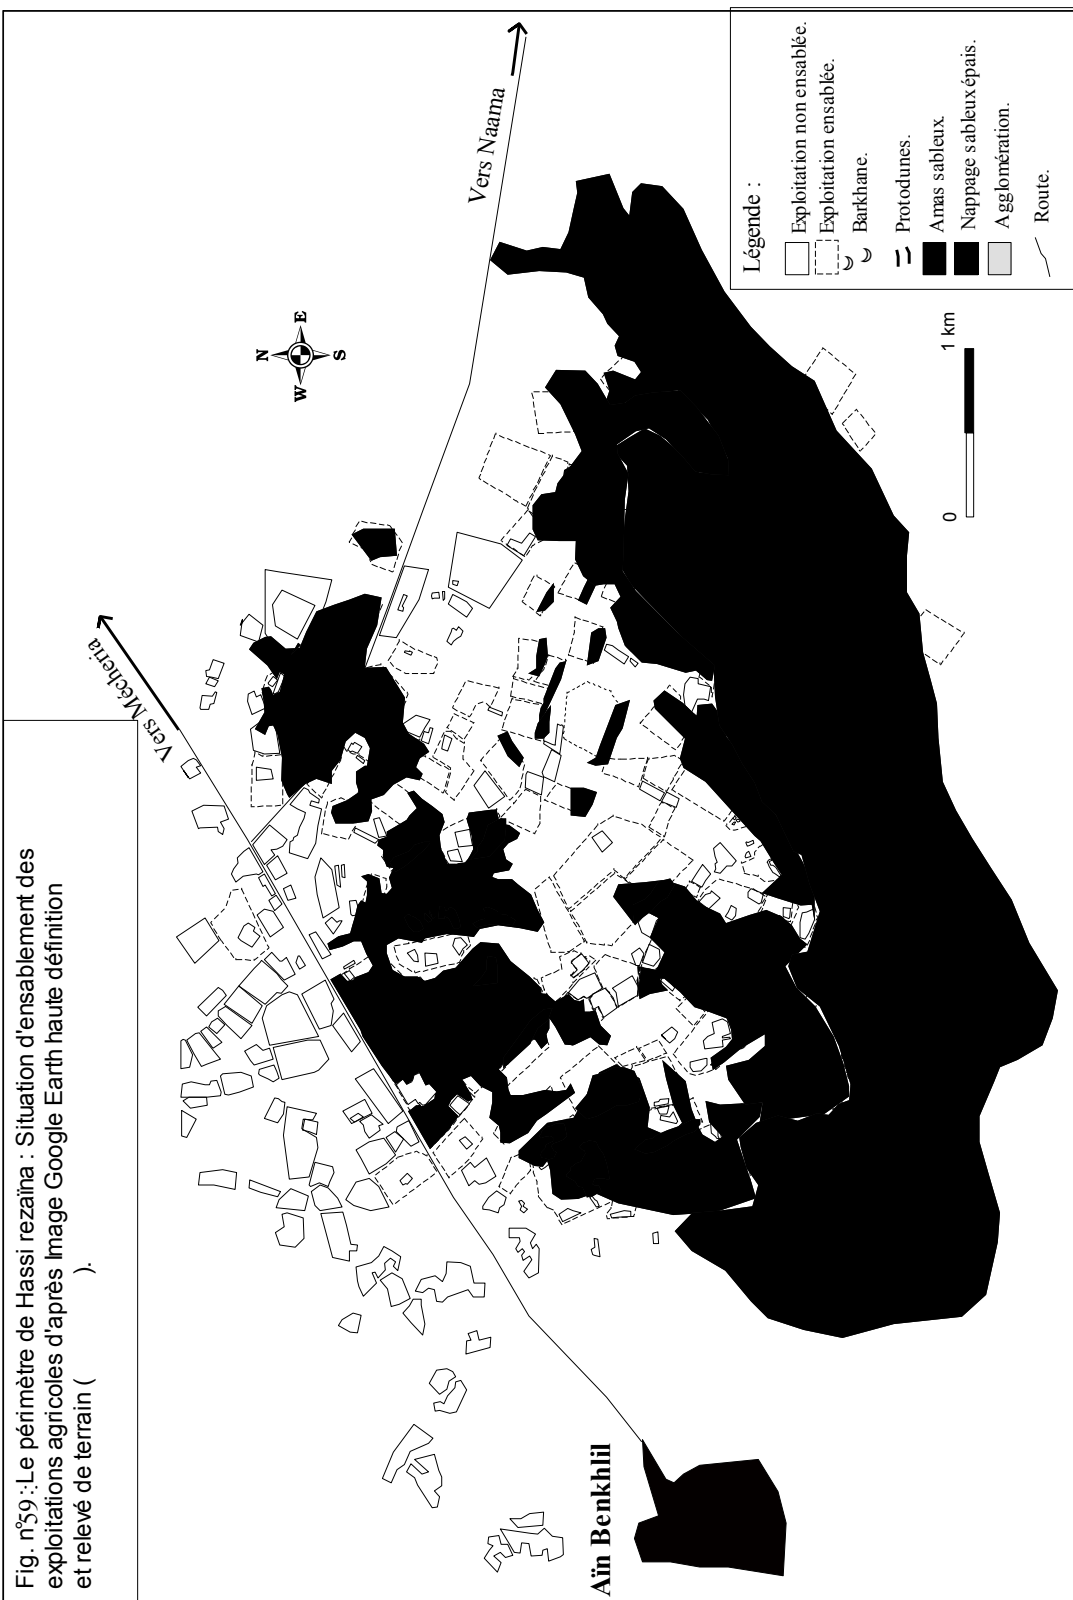 Fig. n°59 :Le périmètre de Hassi rezaïna : Situation d'ensablement des
exploitations agricoles d'après Image Google Earth haute définition
et relevé de terrain (          ).
Vers Mécheria
Vers Naama
N
W
E
S
Aïn Benkhlil
0
1 km
Légende :
Exploitation non ensablée.
Exploitation ensablée.
Barkhane.
Protodunes.
Amas sableux.
Nappage sableux épais.
Agglomération.
Route.